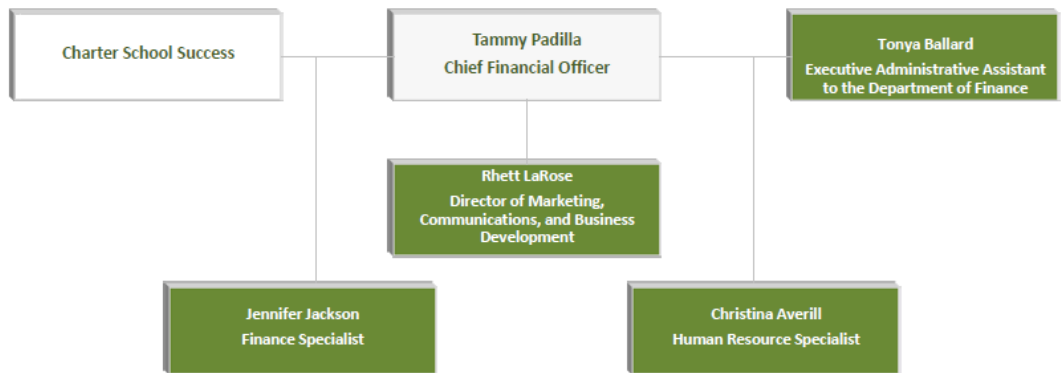 Charter School Success
Tammy Padilla
Chief Financial Officer
Tonya Ballard
Executive Administrative Assistant
to the Department of Finance
Rhett LaRose
Director of Marketing,
Communications, and Business
Development
Jennifer Jackson
Finance Specialist
Christina Averill
Human Resource Specialist